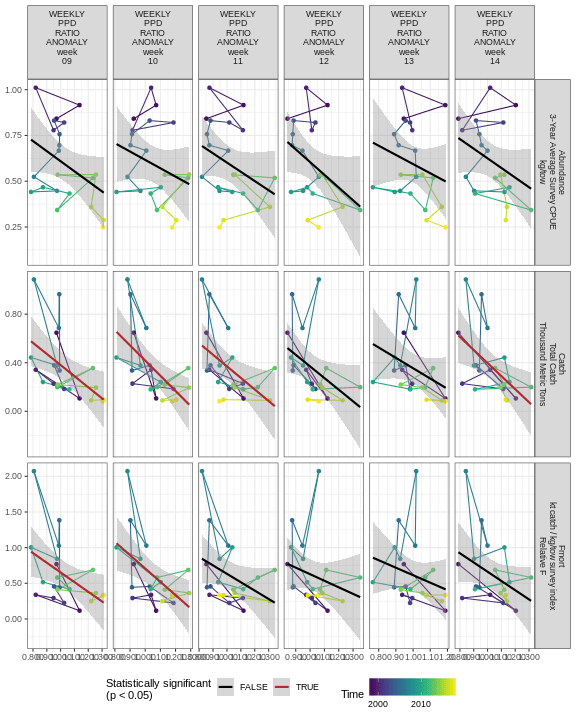 WEEKLY
PPD
RATIO
ANOMALY
week
09
WEEKLY
PPD
RATIO
ANOMALY
week
10
WEEKLY
PPD
RATIO
ANOMALY
week
11
WEEKLY
PPD
RATIO
ANOMALY
week
12
WEEKLY
PPD
RATIO
ANOMALY
week
13
WEEKLY
PPD
RATIO
ANOMALY
week
14
1.00
0.75
0.50
0.25
Abundance
3-Year Average Survey CPUE
kg/tow
0.80
0.40
0.00
Catch
Total Catch
Thousand Metric Tons
2.00
1.50
1.00
0.50
0.00
Fmort
Relative F
kt catch / kg/tow survey index
Statistically significant
(p < 0.05)
FALSE
TRUE
Time
2000
2010